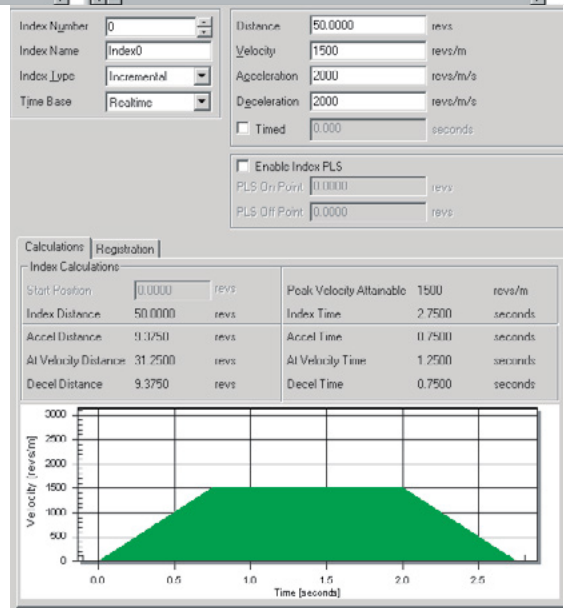 Index Number 0
Index Name Index0
Index Type Incremental
Time Base Realtime
Distance 50.0000 revs
Velocity 1500 revs/m
Acceleration 2000 revs/m/s
Deceleration 2000 revs/m/s
Timed 0.000 seconds
Enable Index PLS
PLS On Point 0.0000 revs
PLS Off Point 0.0000 revs
Calculations Registration
Index Calculations
Start Position 0.0000 revs
Index Distance 50.0000 revs
Accel Distance 9.3750 revs
At Velocity Distance 31.2500 revs
Decel Distance 9.3750 revs
Peak Velocity Attainable 1500 revs/m
Index Time 2.7500 seconds
Accel Time 0.7500 seconds
At Velocity Time 1.2500 seconds
Decel Time 0.7500 seconds
Velocity [revs/m]
3000
2500
2000
1500
1000
500
0
0.0 0.5 1.0 1.5 2.0 2.5
Time [seconds]